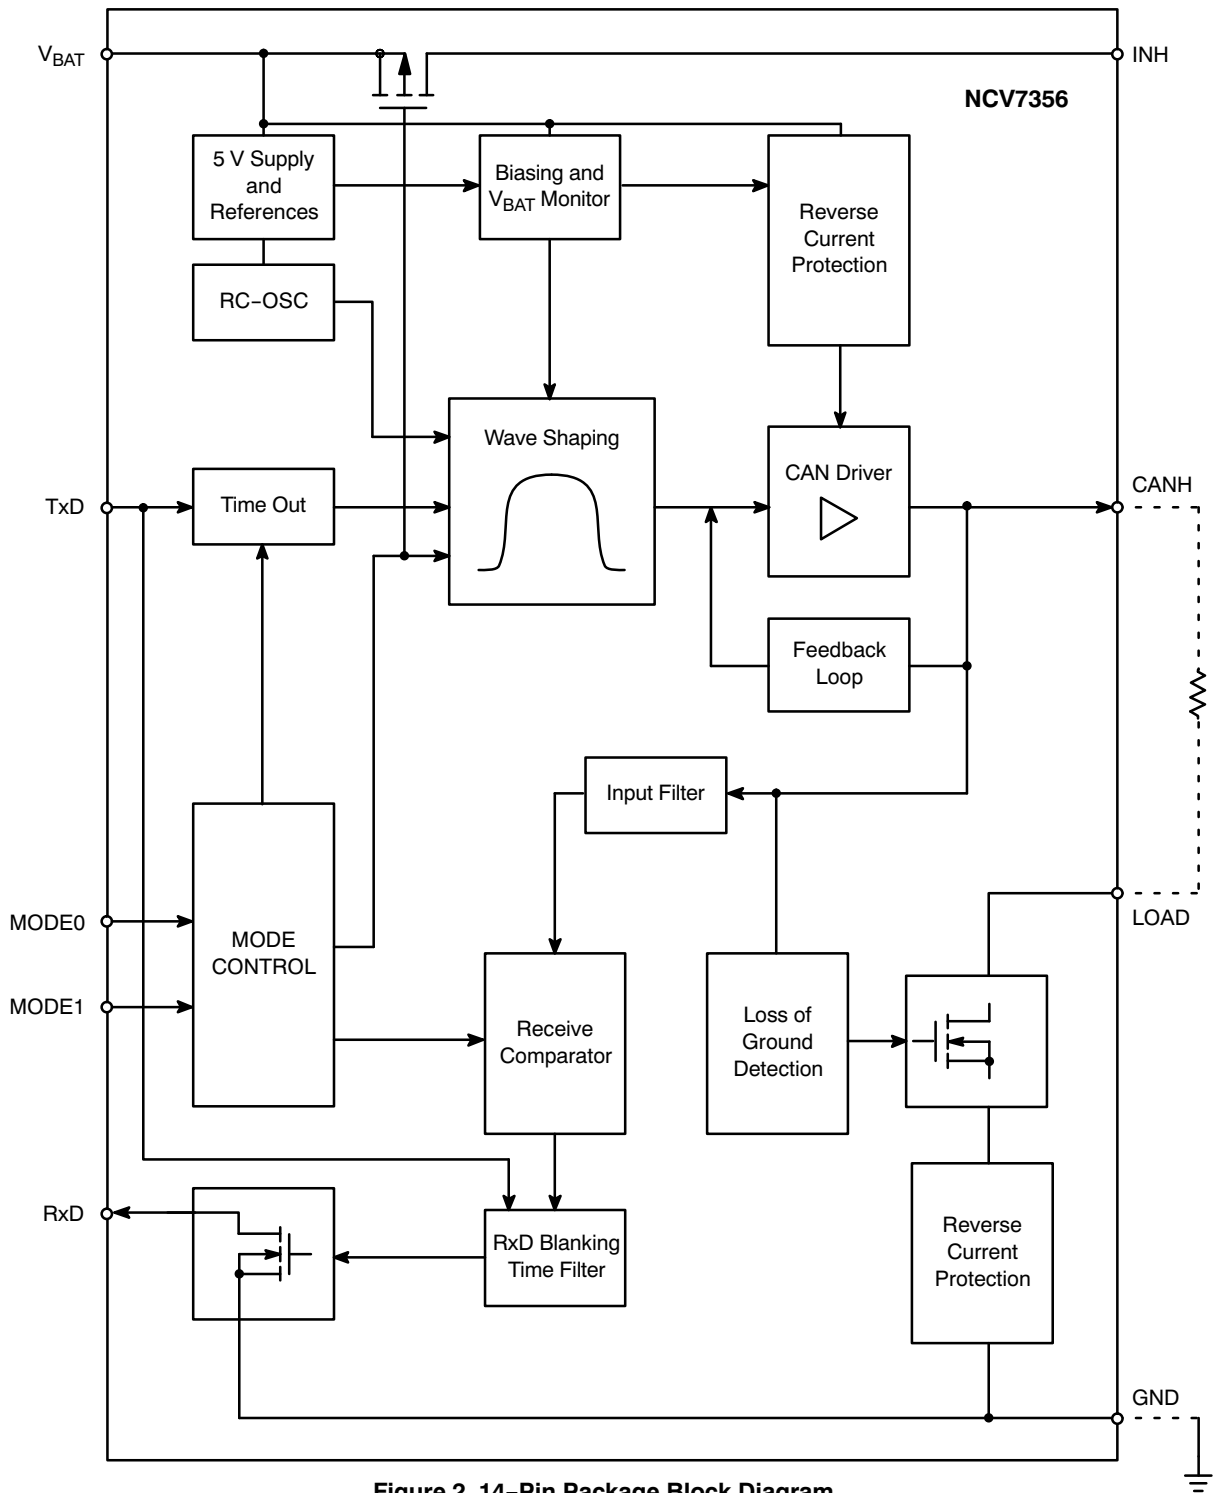 V_BAT
INH
NCV7356
5 V Supply
and
References
Biasing and
V_BAT Monitor
Reverse
Current
Protection
RC-OSC
Wave Shaping
CAN Driver
CANH
TxD
Time Out
Feedback
Loop
Input Filter
MODE0
MODE
CONTROL
MODE1
LOAD
Receive
Comparator
Loss of
Ground
Detection
RxD
RxD Blanking
Time Filter
Reverse
Current
Protection
GND
Figure 2. 14-Pin Package Block Diagram